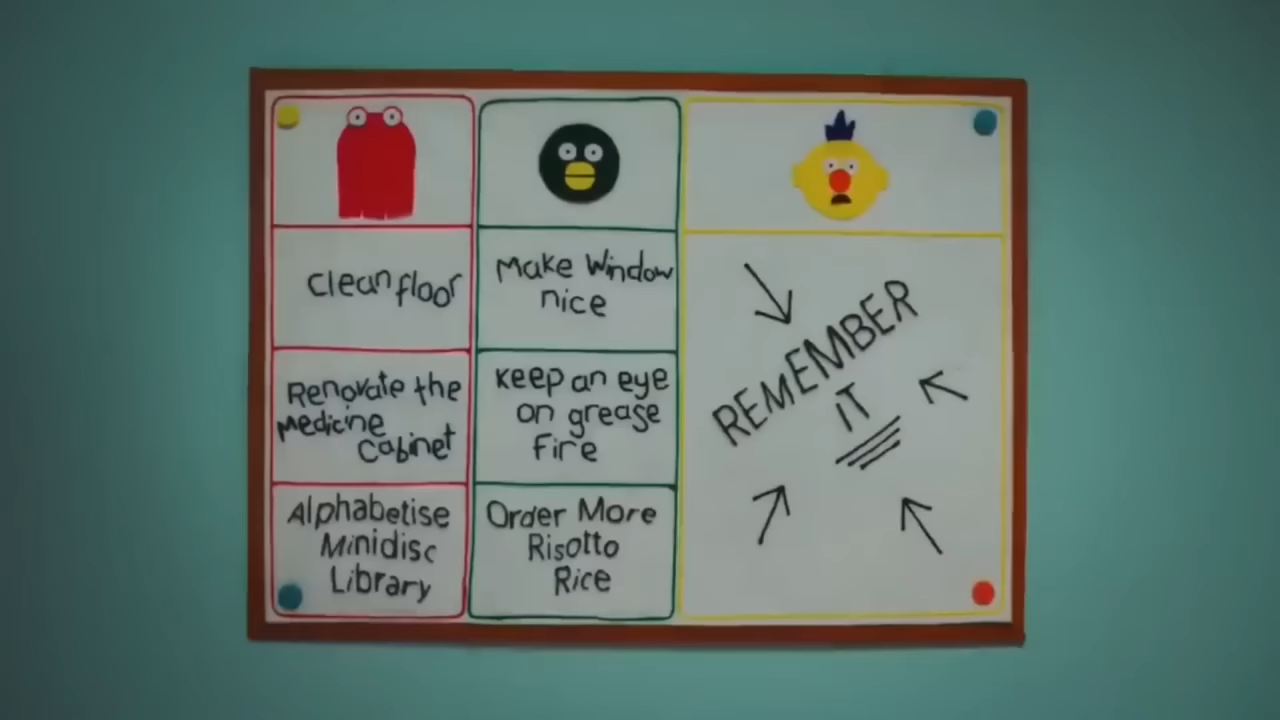 Clean floor
Renovate the
Medicine
Cabinet
Alphabetise
Minidisc
Library
Make Window
nice
Keep an eye
on grease
fire
Order More
Risotto
Rice
REMEMBER
IT